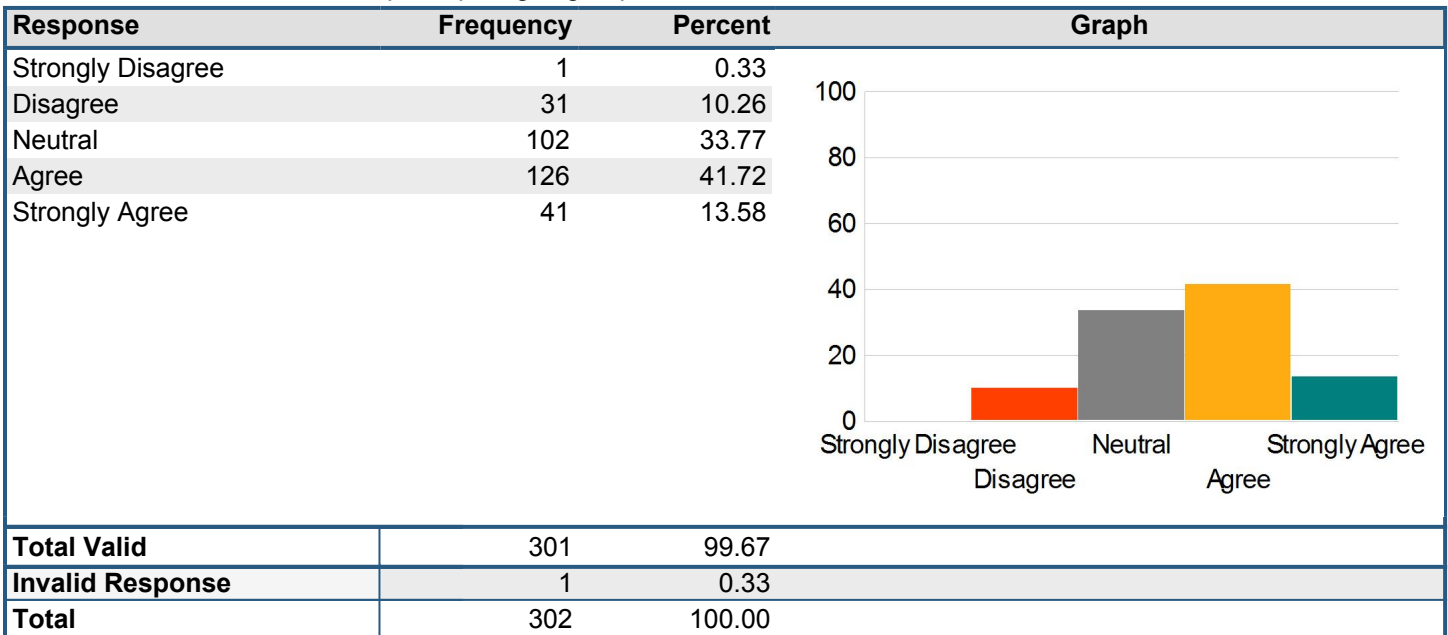 Response Frequency Percent Graph
Strongly Disagree 1 0.33
Disagree 31 10.26
Neutral 102 33.77
Agree 126 41.72
Strongly Agree 41 13.58
100
80
60
40
20
0
Strongly Disagree Neutral Strongly Agree
Disagree Agree
Total Valid 301 99.67
Invalid Response 1 0.33
Total 302 100.00